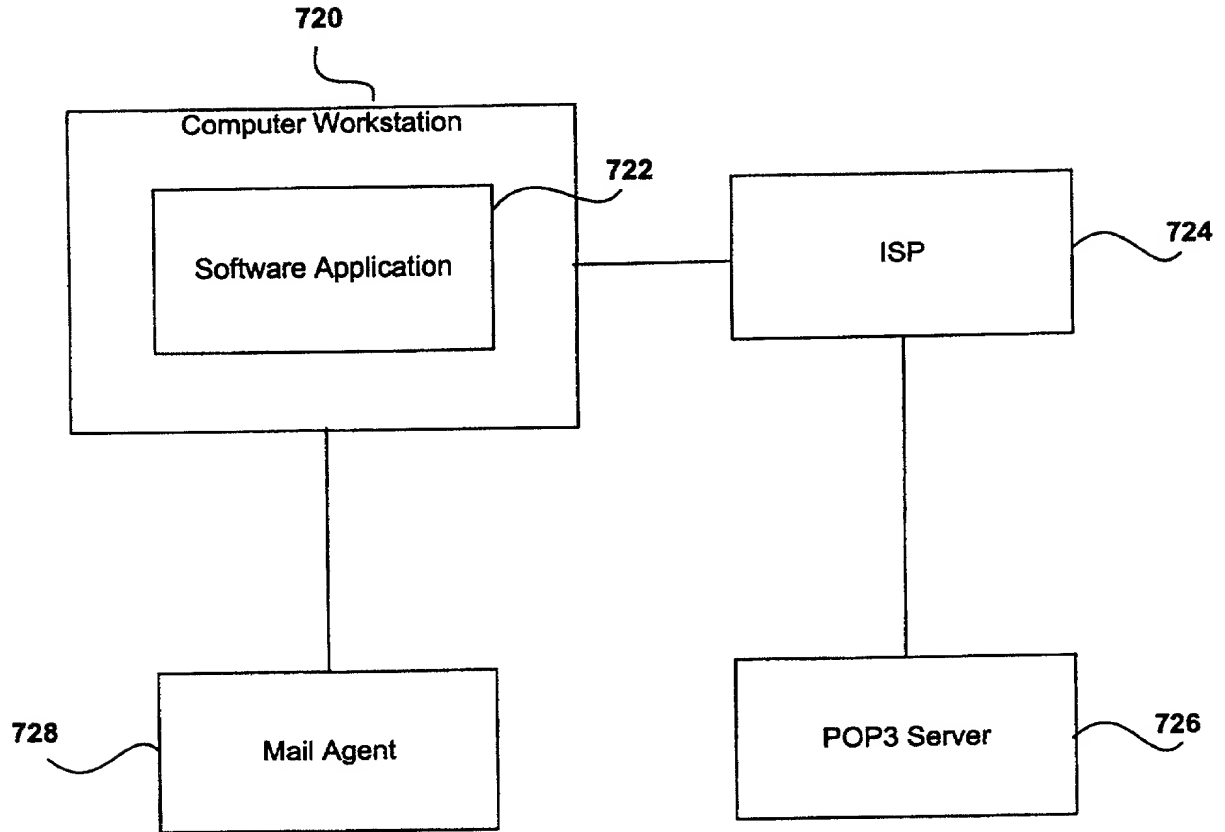 720
Computer Workstation
722
Software Application
ISP
724
728
Mail Agent
POP3 Server
726